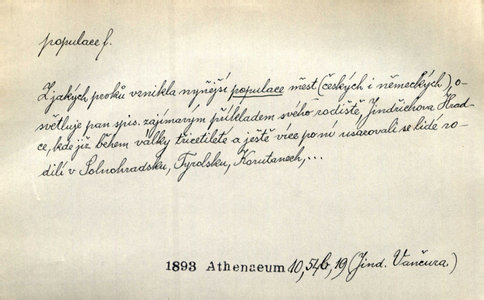 populace f.
Z jakých prvků vznikla nynější populace měst (českých i německých), o-
světluje pan spis. zajímavým příkladem svého rodiště, Jindřichova Hrad-
ce, kde již během války třicetileté a ještě více po ní usazovali se lidé ro-
dilí v Solnohradsku, Tyrolsku, Korutanech, ...
1893 Athenaeum 10, 546, 19 (Jind. Vančura.)